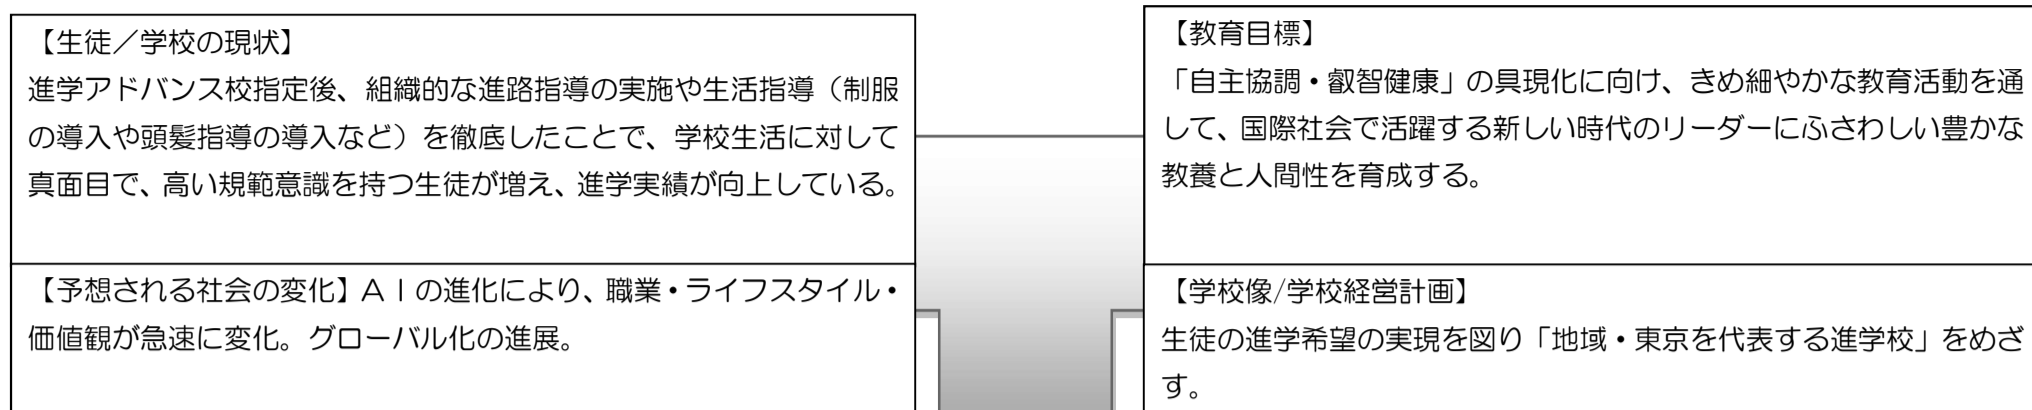 【生徒／学校の現状】
進学アドバンス校指定後、組織的な進路指導の実施や生活指導（制服
の導入や頭髪指導の導入など）を徹底したことで、学校生活に対して
真面目で、高い規範意識を持つ生徒が増え、進学実績が向上している。
【予想される社会の変化】ＡＩの進化により、職業・ライフスタイル・
価値観が急速に変化。グローバル化の進展。
【教育目標】
「自主協調・叡智健康」の具現化に向け、きめ細やかな教育活動を通
して、国際社会で活躍する新しい時代のリーダーにふさわしい豊かな
教養と人間性を育成する。
【学校像/学校経営計画】
生徒の進学希望の実現を図り「地域・東京を代表する進学校」をめざ
す。